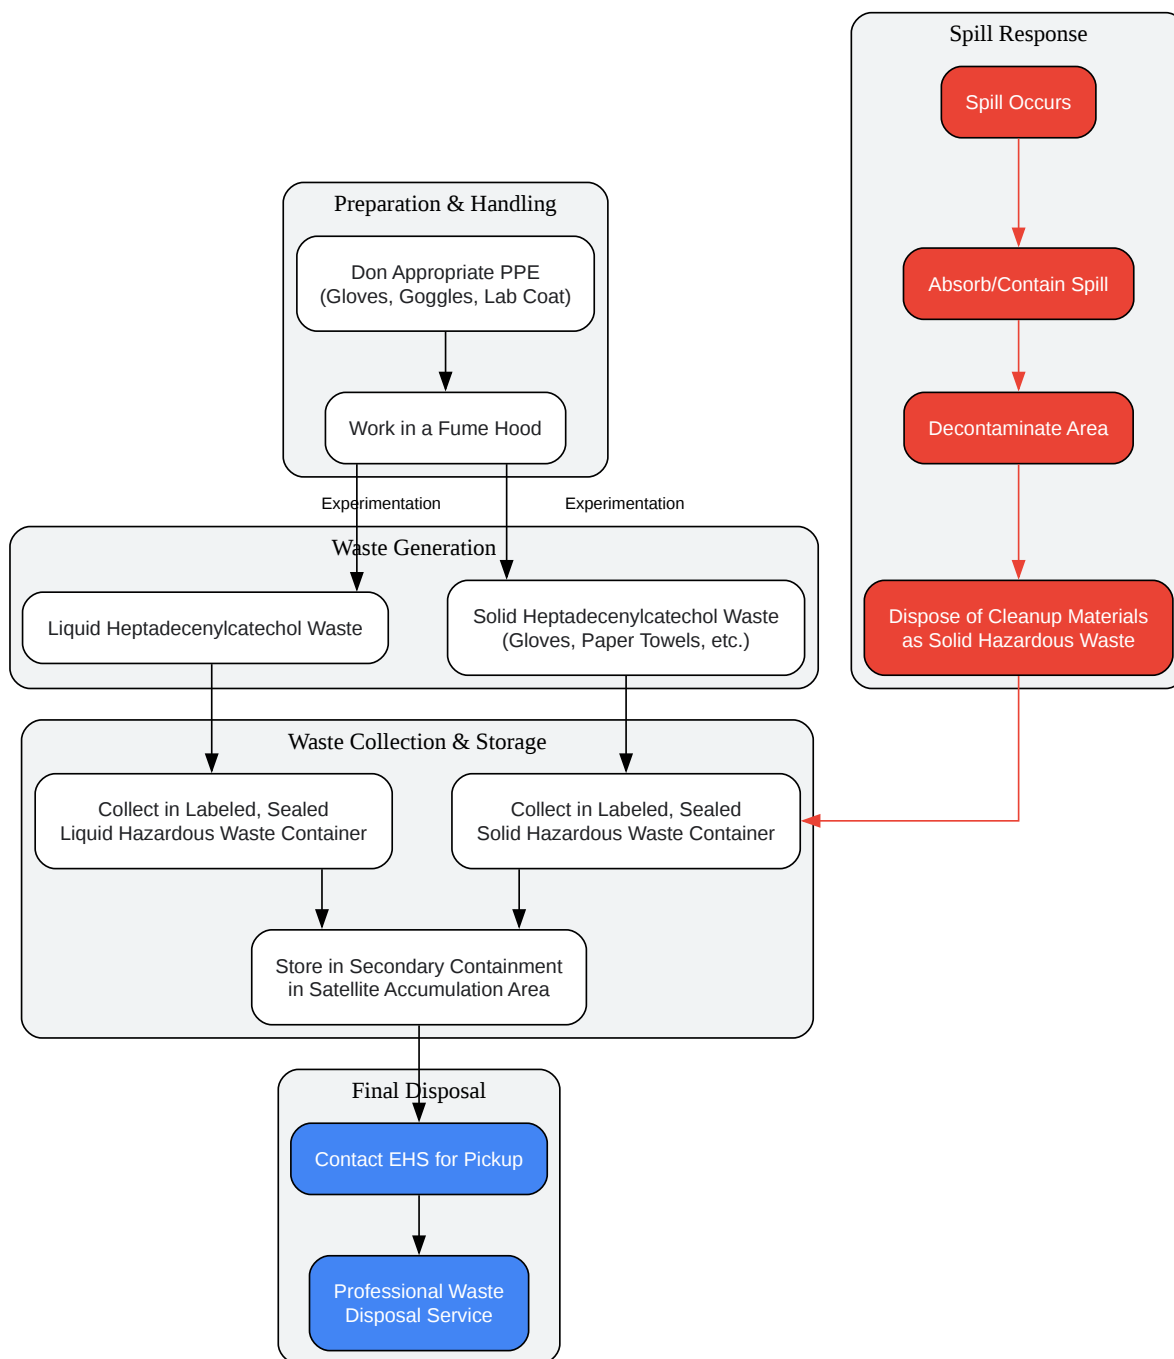 Spill Response
Spill Occurs
Absorb/Contain Spill
Decontaminate Area
Dispose of Cleanup Materials
as Solid Hazardous Waste
Preparation & Handling
Don Appropriate PPE
(Gloves, Goggles, Lab Coat)
Work in a Fume Hood
Experimentation
Experimentation
Waste Generation
Liquid Heptadecenylcatechol Waste
Solid Heptadecenylcatechol Waste
(Gloves, Paper Towels, etc.)
Waste Collection & Storage
Collect in Labeled, Sealed
Liquid Hazardous Waste Container
Collect in Labeled, Sealed
Solid Hazardous Waste Container
Store in Secondary Containment
in Satellite Accumulation Area
Final Disposal
Contact EHS for Pickup
Professional Waste
Disposal Service